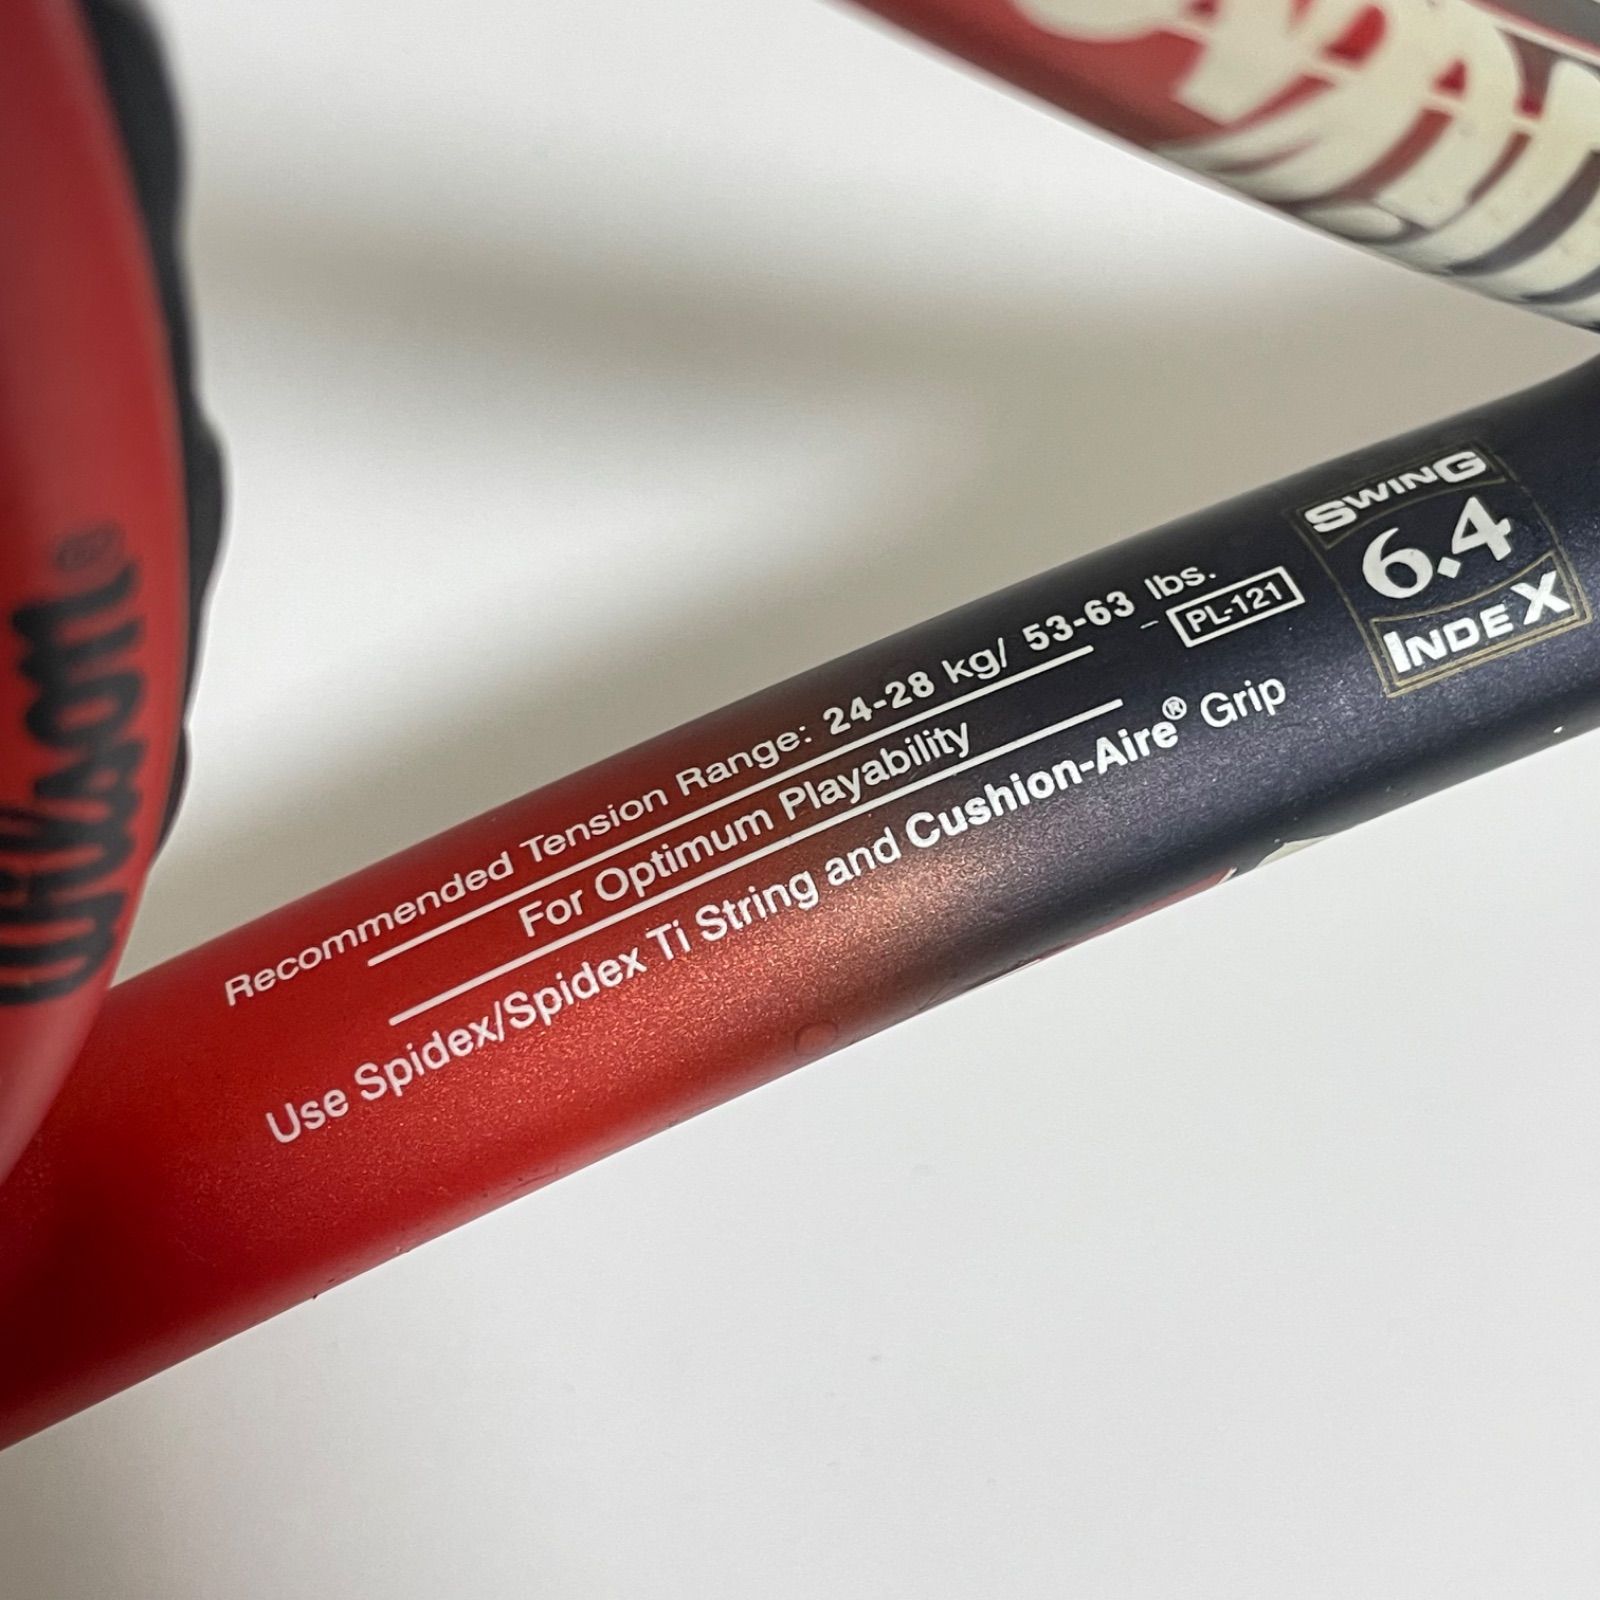 Wilson®
SWING
6.4
INDEX
Recommended Tension Range: 24-28 kg/ 53-63 lbs.
PL-121
For Optimum Playability
Use Spidex/Spidex Ti String and Cushion-Aire® Grip